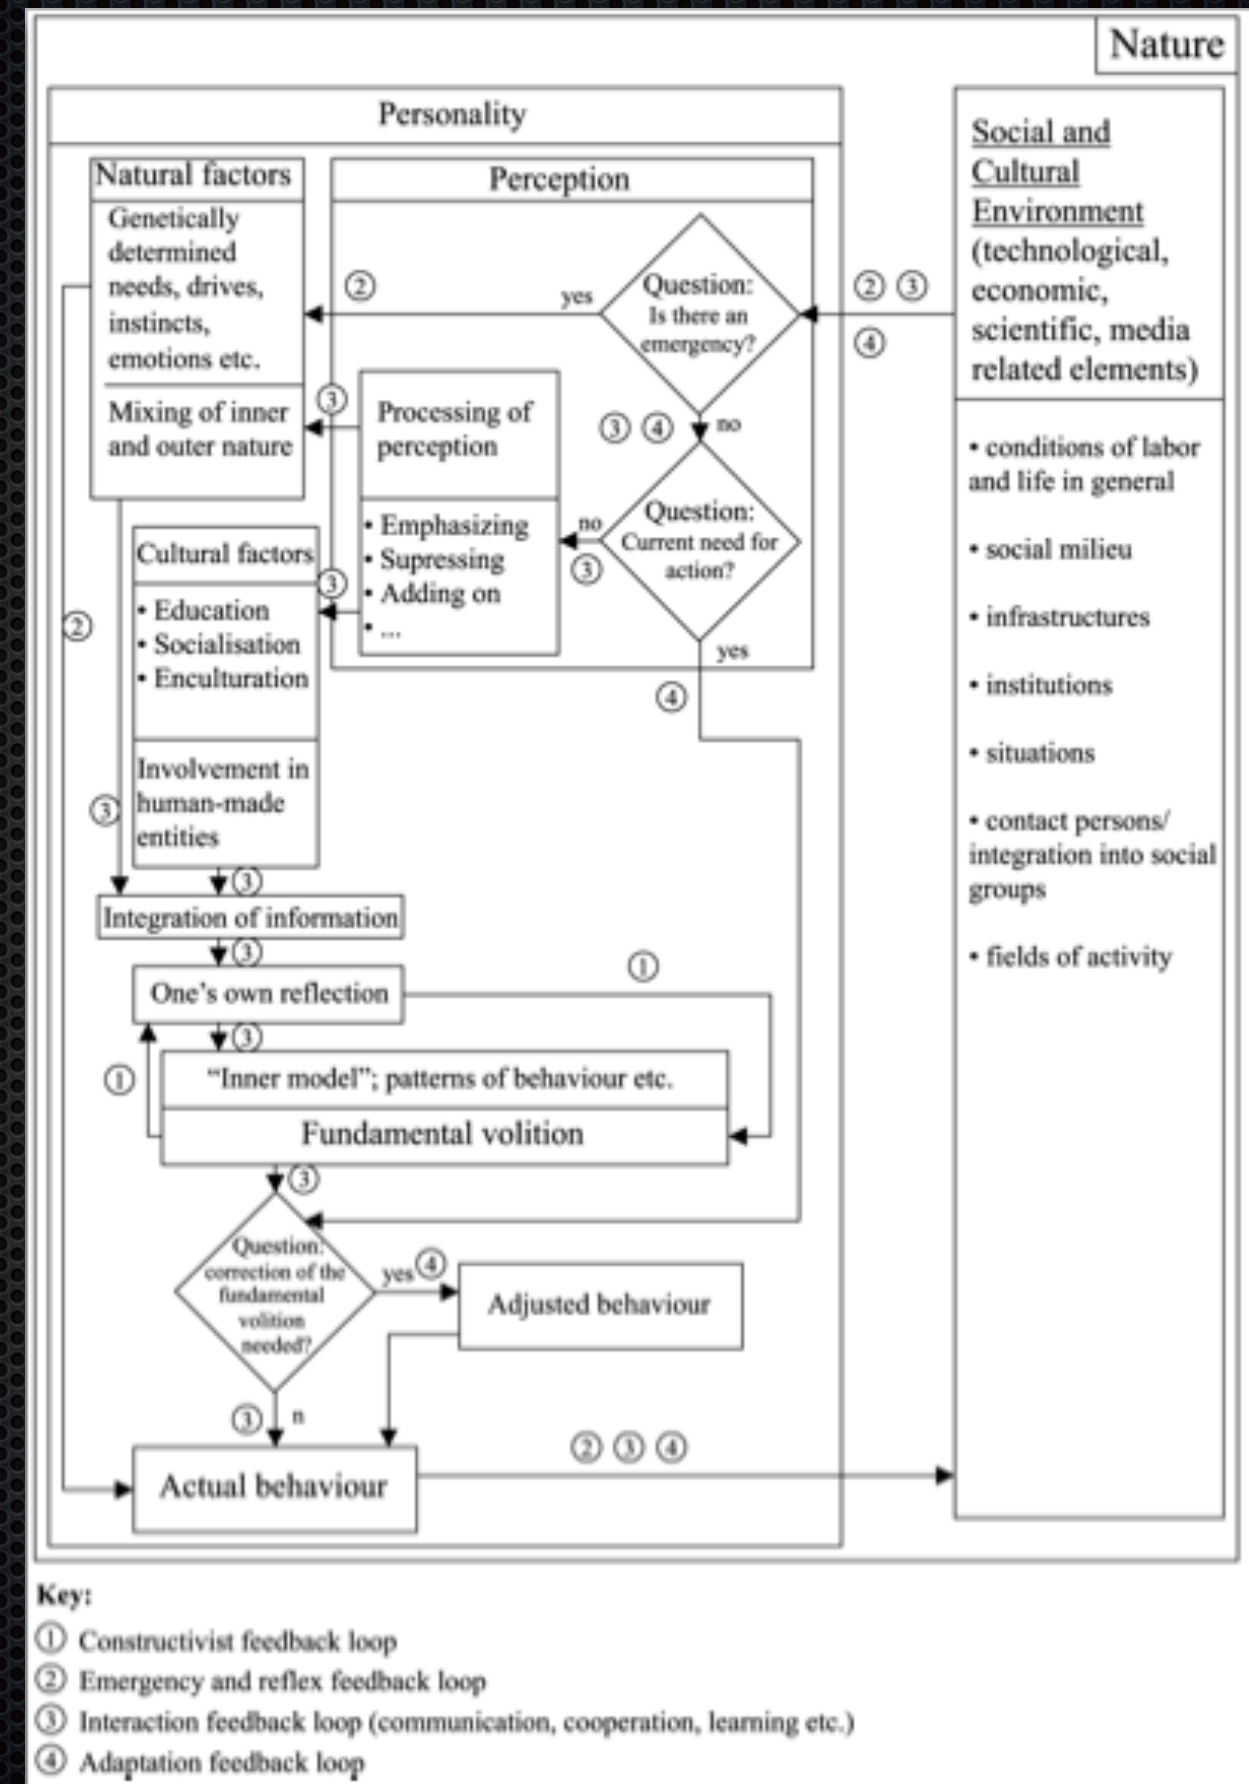 Nature
Personality
Natural factors
Genetically
determined
needs, drives,
instincts,
emotions etc.
Mixing of inner
and outer nature
Perception
Question:
Is there an
emergency?
yes
②
② ③
④
③ ④
no
Question:
Current need for
action?
no
③
yes
④
Processing of
perception
• Emphasizing
• Supressing
• Adding on
• ...
③
③
Cultural factors
• Education
• Socialisation
• Enculturation
Involvement in
human-made
entities
②
③
③
Integration of information
③
One's own reflection
①
③
①
“Inner model”; patterns of behaviour etc.
Fundamental volition
③
Question:
correction of the
fundamental
volition
needed?
yes ④
Adjusted behaviour
③ n
Actual behaviour
② ③ ④
Social and
Cultural
Environment
(technological,
economic,
scientific, media
related elements)
• conditions of labor
and life in general
• social milieu
• infrastructures
• institutions
• situations
• contact persons/
integration into social
groups
• fields of activity
Key:
① Constructivist feedback loop
② Emergency and reflex feedback loop
③ Interaction feedback loop (communication, cooperation, learning etc.)
④ Adaptation feedback loop